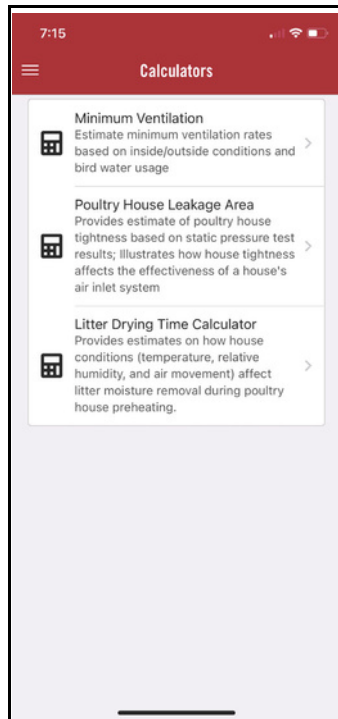 7:15
Calculators
Minimum Ventilation
Estimate minimum ventilation rates
based on inside/outside conditions and
bird water usage
Poultry House Leakage Area
Provides estimate of poultry house
tightness based on static pressure test
results; Illustrates how house tightness
affects the effectiveness of a house's
air inlet system
Litter Drying Time Calculator
Provides estimates on how house
conditions (temperature, relative
humidity, and air movement) affect
litter moisture removal during poultry
house preheating.